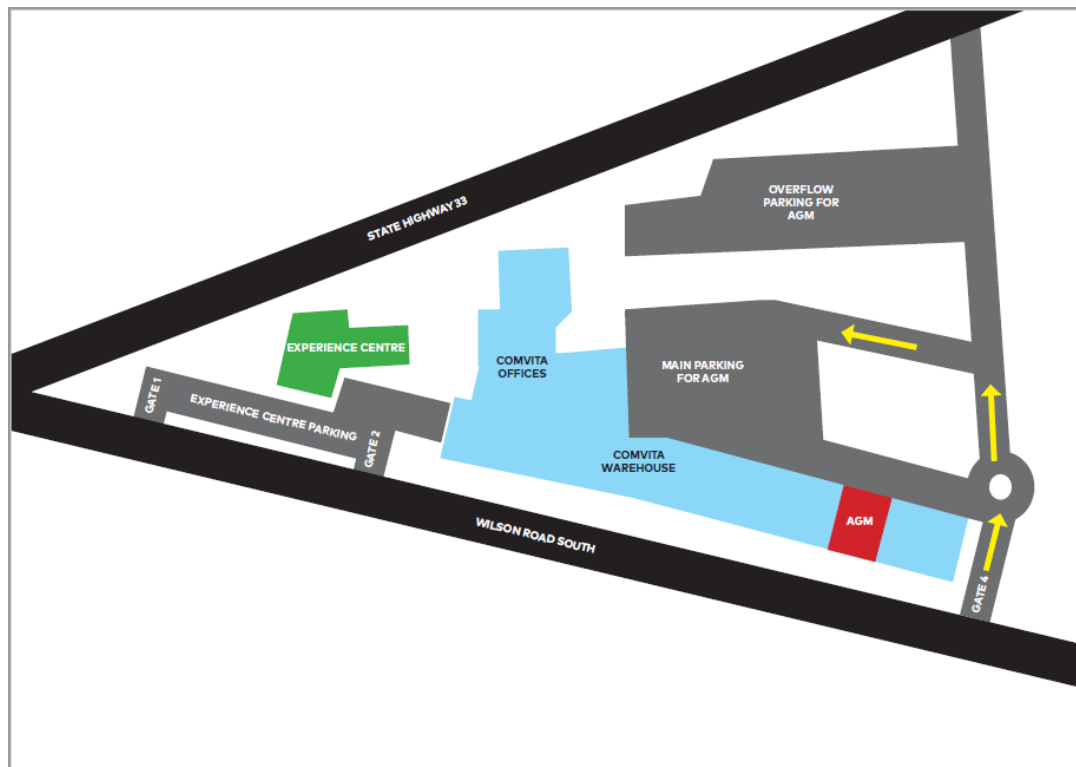 OVERFLOW
PARKING FOR
AGM
STATE HIGHWAY 33
EXPERIENCE CENTRE
COMVITA
OFFICES
MAIN PARKING
FOR AGM
GATE 1
EXPERIENCE CENTRE PARKING
GATE 2
COMVITA
WAREHOUSE
WILSON ROAD SOUTH
AGM
GATE 4